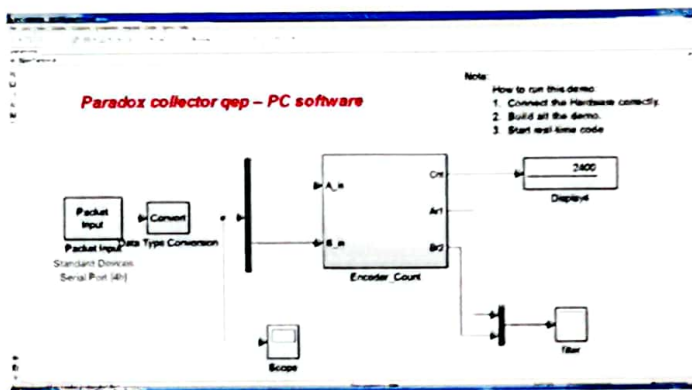 Note:
How to run this demo
1. Connect the Hardware correctly.
2. Build all the demo.
3. Start real-time code
Paradox collector qep – PC software
Packet
Input
Packet Input
Standard Devices
Serial Port [4h]
Convert
Data Type Conversion
A_in
B_in
Cnt
Ar1
Br2
Encoder_Count
2400
Display4
Scope
filter